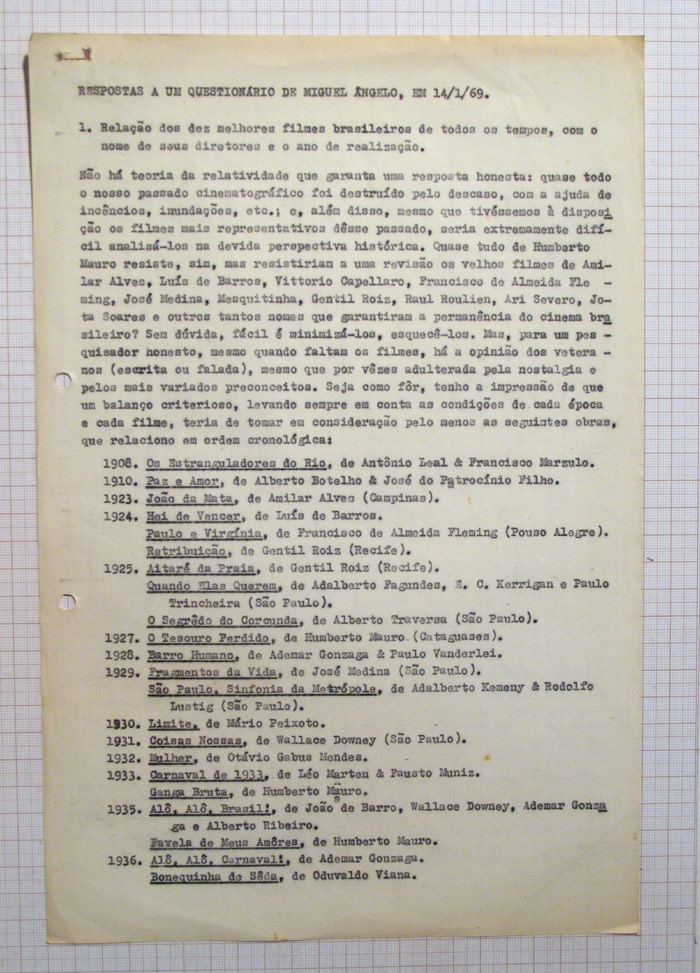 RESPOSTAS A UM QUESTIONÁRIO DE MIGUEL ÂNGELO, EM 14/1/69.
1. Relação dos dez melhores filmes brasileiros de todos os tempos, com o
nome de seus diretores e o ano de realização.
Não há teoria da relatividade que garanta uma resposta honesta: quase todo
o nosso passado cinematográfico foi destruído pelo descaso, com a ajuda de
incêncios, inundações, etc.; e, além disso, mesmo que tivéssemos à disposi
ção os filmes mais representativos dêsse passado, seria extremamente difí-
cil analisá-los na devida perspectiva histórica. Quase tudo de Humberto
Mauro resiste, sim, mas resistiriam a uma revisão os velhos filmes de Ami-
lar Alves, Luís de Barros, Vittorio Capellaro, Francisco de Almeida Fle -
ming, José Medina, Mesquitinha, Gentil Roiz, Raul Roulien, Ari Severo, Jo-
ta Soares e outros tantos nomes que garantiram a permanência do cinema bra
sileiro? Sem dúvida, fácil é minimizá-los, esquecê-los. Mas, para um pes -
quisador honesto, mesmo quando faltam os filmes, há a opinião dos vetera -
nos (escrita ou falada), mesmo que por vêzes adulterada pela nostalgia e
pelos mais variados preconceitos. Seja como fôr, tenho a impressão de que
um balanço criterioso, levando sempre em conta as condições de cada época
e cada filme, teria de tomar em consideração pelo menos as seguintes obras,
que relaciono em ordem cronológica:
1908. Os Estranguladores do Rio, de Antônio Leal & Francisco Marzulo.
1910. Paz e Amor, de Alberto Botelho & José do Patrocínio Filho.
1923. João da Mata, de Amilar Alves (Campinas).
1924. Hei de Vencer, de Luís de Barros.
Paulo e Virgínia, de Francisco de Almeida Fleming (Pouso Alegre).
Retribuição, de Gentil Roiz (Recife).
1925. Aitaré da Praia, de Gentil Roiz (Recife).
Quando Elas Querem, de Adalberto Fagundes, E. C. Kerrigan e Paulo
Trincheira (São Paulo).
O Segrêdo do Corcunda, de Alberto Traversa (São Paulo).
1927. O Tesouro Perdido, de Humberto Mauro (Cataguases).
1928. Barro Humano, de Ademar Gonzaga & Paulo Vanderlei.
1929. Fragmentos da Vida, de José Medina (São Paulo).
São Paulo, Sinfonia da Metrópole, de Adalberto Kemeny & Rodolfo
Lustig (São Paulo).
1930. Limite, de Mário Peixoto.
1931. Coisas Nossas, de Wallace Downey (São Paulo).
1932. Mulher, de Otávio Gabus Mendes.
1933. Carnaval de 1933, de Léo Marten & Fausto Muniz.
Ganga Bruta, de Humberto Mauro.
1935. Alô, Alô, Brasil!, de João de Barro, Wallace Downey, Ademar Gonza
ga e Alberto Ribeiro.
Favela de Meus Amôres, de Humberto Mauro.
1936. Alô, Alô, Carnaval!, de Ademar Gonzaga.
Bonequinha de Sêda, de Oduvaldo Viana.